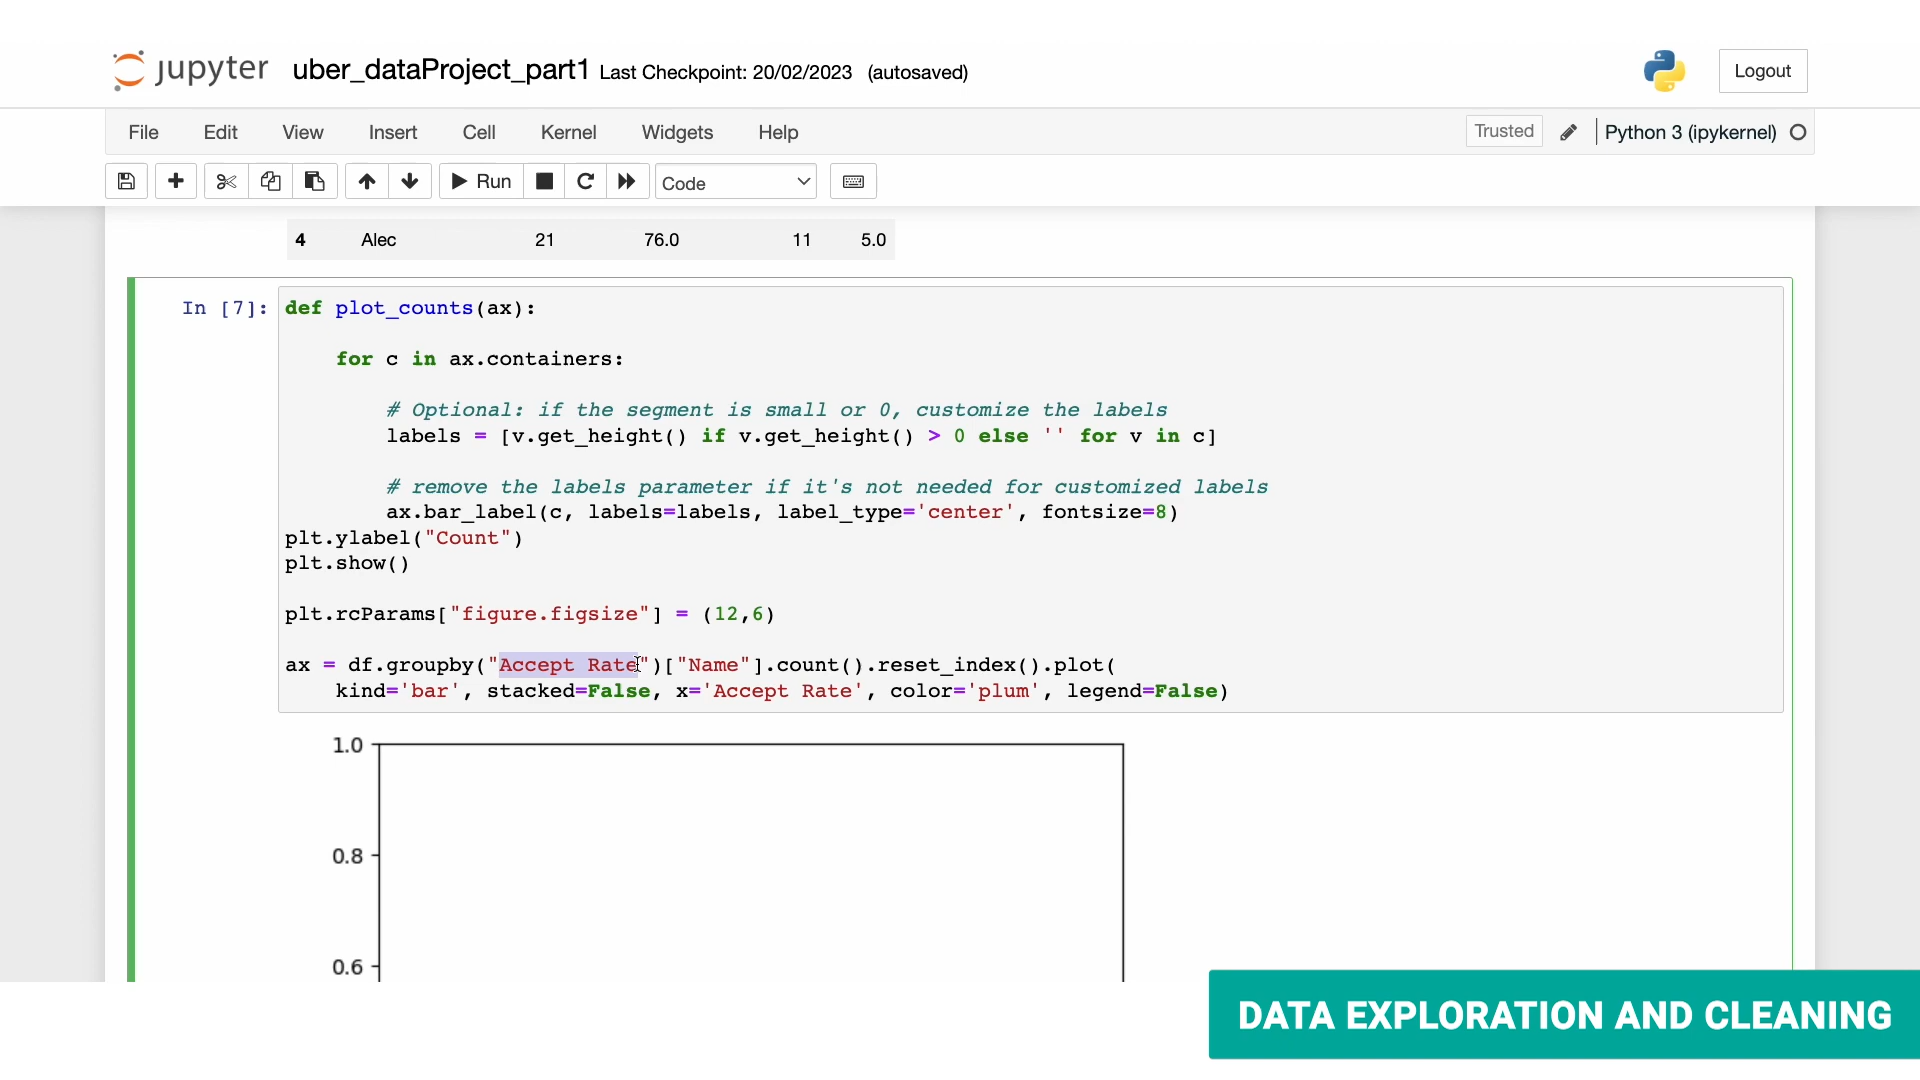 jupyter uber_dataProject_part1 Last Checkpoint: 20/02/2023 (autosaved) Logout
File Edit View Insert Cell Kernel Widgets Help Trusted Python 3 (ipykernel)
Run Code
4 Alec 21 76.0 11 5.0
In [7]: def plot_counts(ax):
for c in ax.containers:
# Optional: if the segment is small or 0, customize the labels
labels = [v.get_height() if v.get_height() > 0 else '' for v in c]
# remove the labels parameter if it's not needed for customized labels
ax.bar_label(c, labels=labels, label_type='center', fontsize=8)
plt.ylabel("Count")
plt.show()
plt.rcParams["figure.figsize"] = (12,6)
ax = df.groupby("Accept Rate")["Name"].count().reset_index().plot(
kind='bar', stacked=False, x='Accept Rate', color='plum', legend=False)
1.0
0.8
0.6
DATA EXPLORATION AND CLEANING